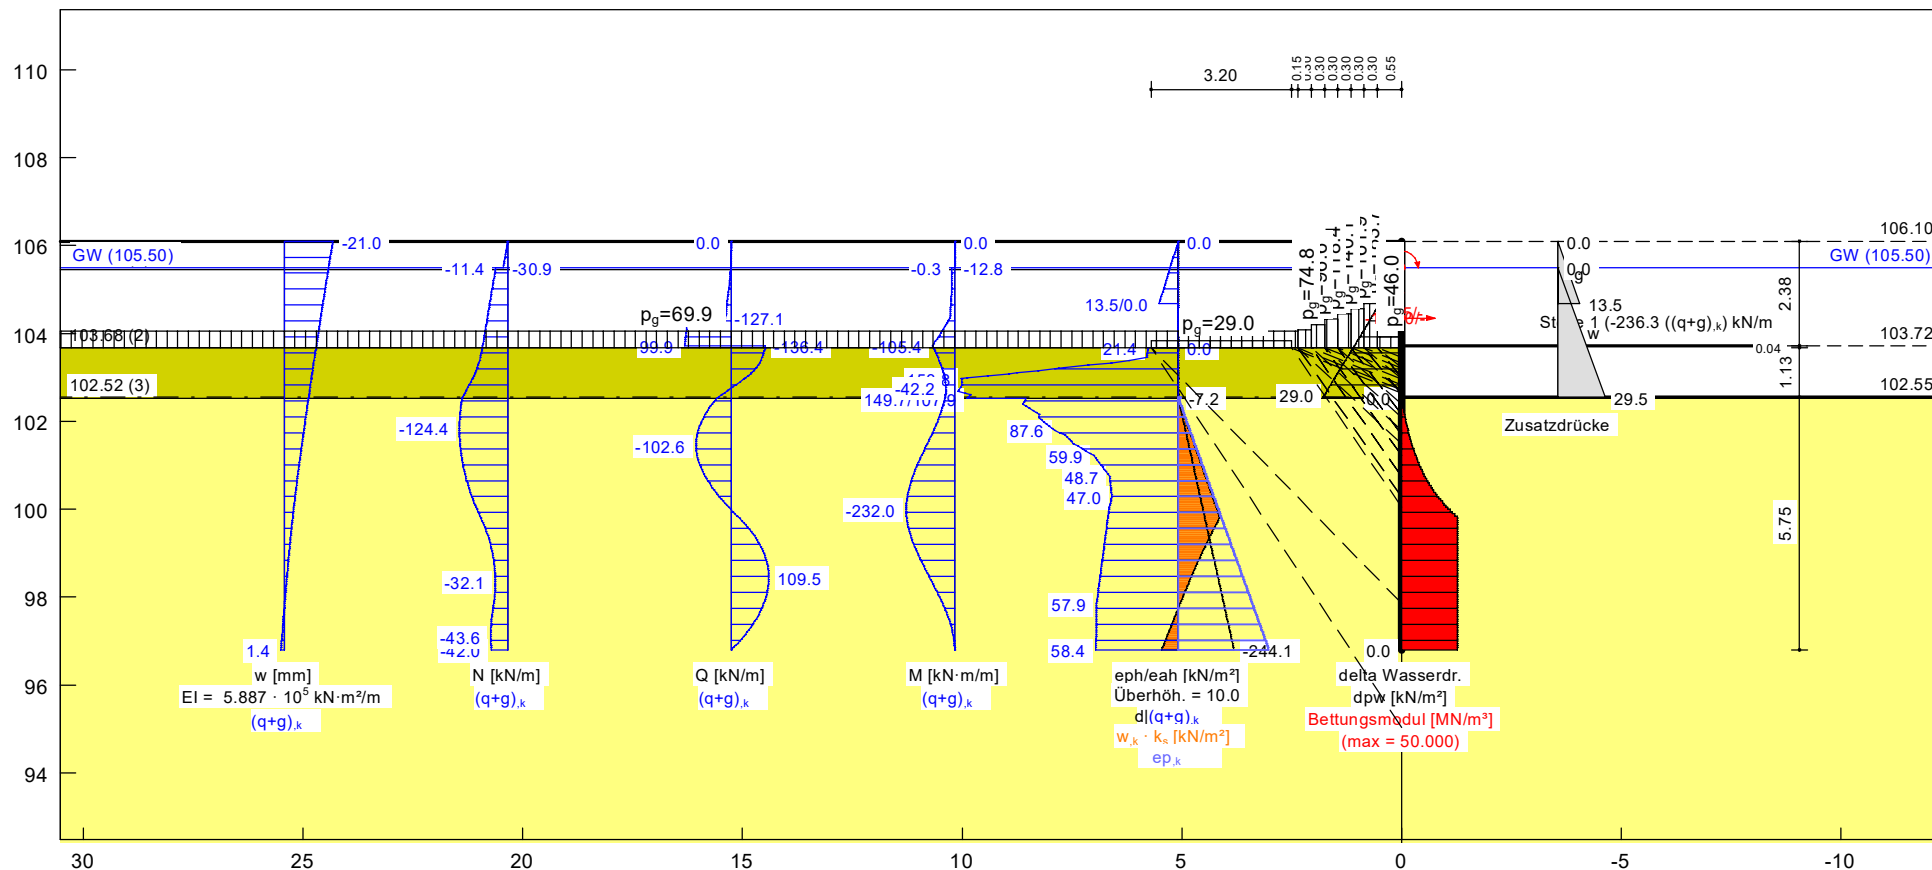 110
108
106
104
102
100
98
96
94
30
25
20
15
10
5
0
-5
-10
3.20
0.15
0.30
0.30
0.30
0.30
0.30
0.30
0.55
GW (105.50)
103.68 (2)
102.52 (3)
-21.0
1.4
w [mm]
EI = 5.887 · 10⁵ kN·m²/m
(q+g),k
-11.4
-30.9
-124.4
-32.1
-43.6
-42.0
N [kN/m]
(q+g),k
0.0
pg=69.9
-127.1
99.9
-136.4
-102.6
109.5
Q [kN/m]
(q+g),k
0.0
-0.3
-12.8
-105.4
-42.2
-232.0
M [kN·m/m]
(q+g),k
0.0
13.5/0.0
pg=29.0
21.4
0.0
-7.2
87.6
59.9
48.7
47.0
57.9
58.4
-244.1
eph/eah [kN/m²]
Überhöh. = 10.0
(q+g),k
w,k · ks [kN/m²]
ep,k
pg=74.8
pg=46.0
29.0
0.0
0.0
delta Wasserdr.
dpw [kN/m²]
Bettungsmodul [MN/m³]
(max = 50.000)
0.0
0.0
g
13.5
1 (-236.3 ((q+g),k) kN/m
w
29.5
Zusatzdrücke
106.10
GW (105.50)
2.38
103.72
0.04
1.13
102.55
5.75